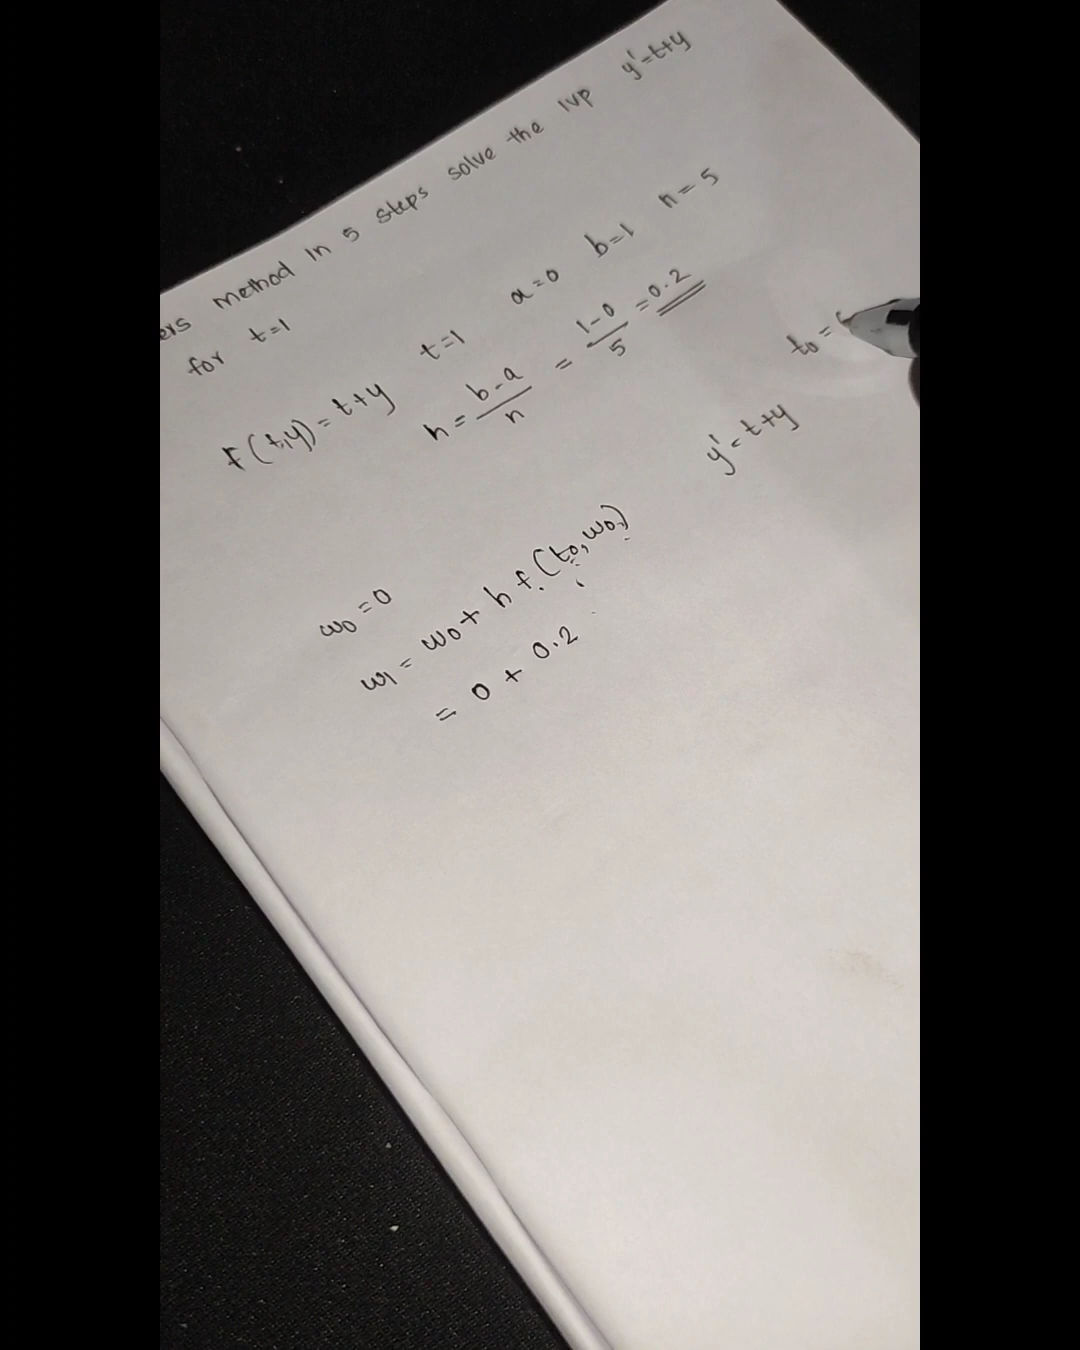 ers method in 5 steps solve the IVP y'=t+y
for t=1
f(t,y)=t+y t=1 a=0 b=1 n=5
h = b-a / n = 1-0 / 5 = 0.2
t0 =
y'=t+y
w0 = 0
w1 = w0 + h f(t0, w0)
= 0 + 0.2